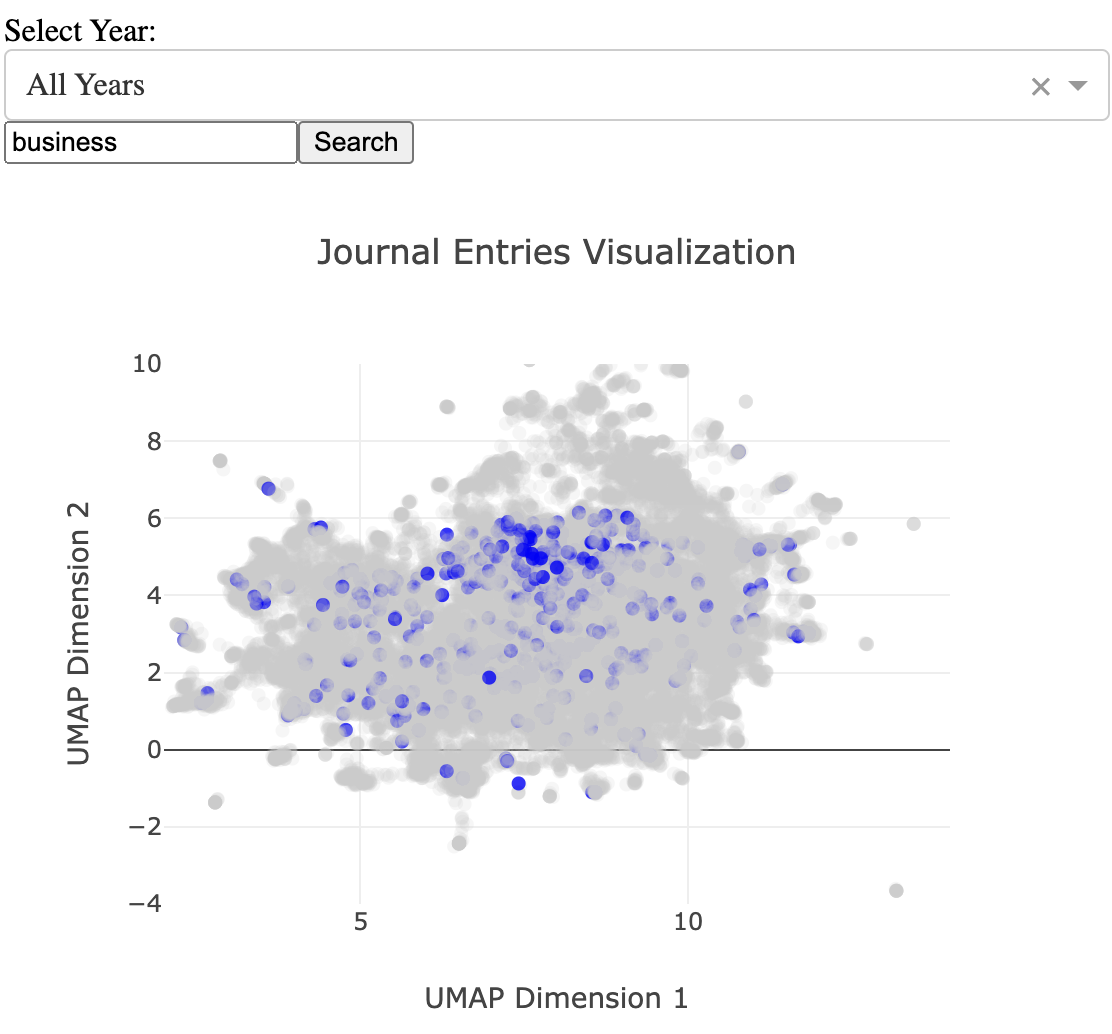 Select Year:
All Years
business Search
Journal Entries Visualization
10
8
6
4
2
0
−2
−4
5 10
UMAP Dimension 2
UMAP Dimension 1